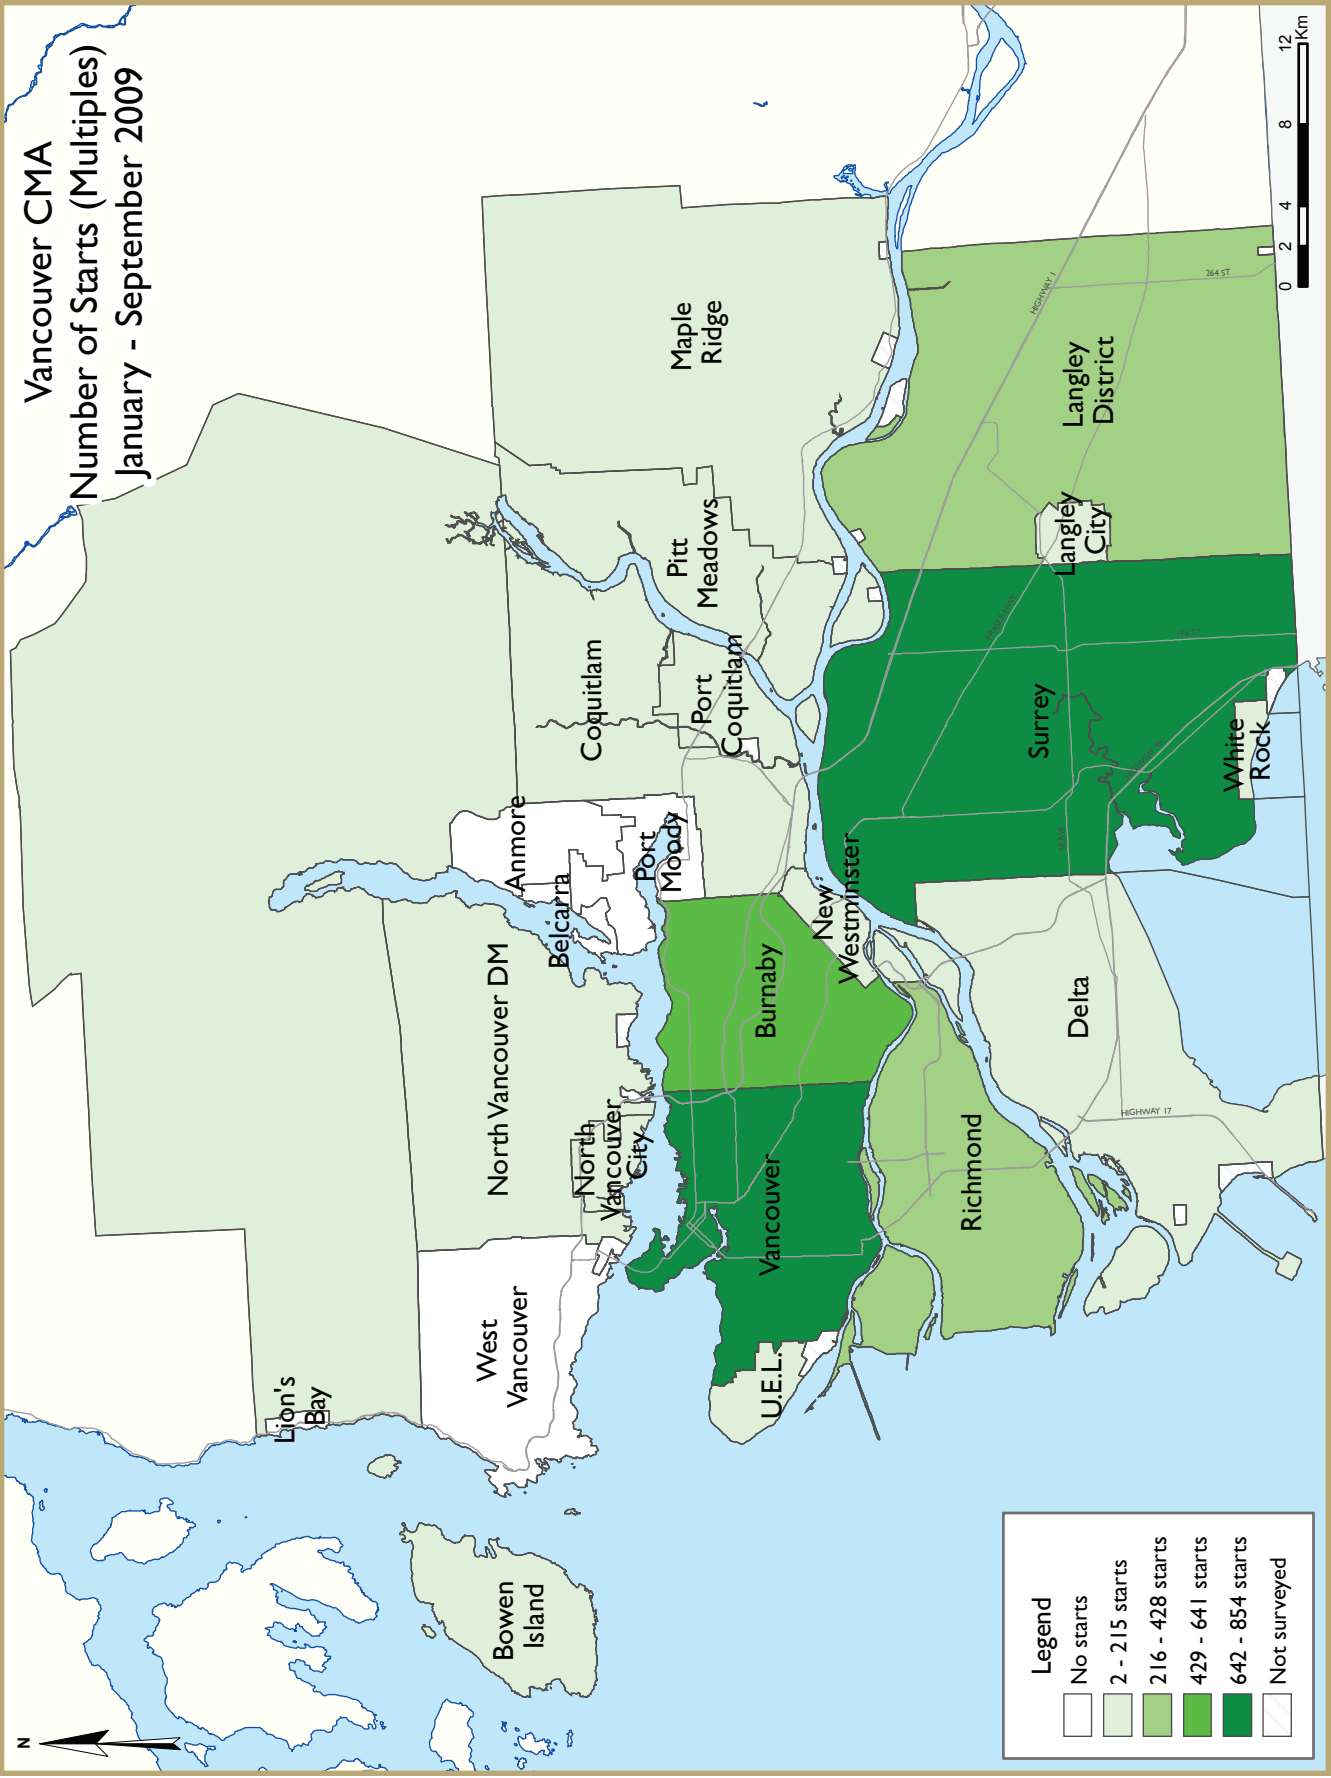 Vancouver CMA
Number of Starts (Multiples)
January - September 2009
N
Lion's
Bay
Bowen
Island
West
Vancouver
North Vancouver DM
North
Vancouver
City
Anmore
Belcarra
Port
Moody
Coquitlam
Port
Coquitlam
Pitt
Meadows
Maple
Ridge
U.E.L.
Vancouver
Burnaby
New
Westminster
Richmond
Delta
Surrey
White
Rock
Langley
City
Langley
District
HIGHWAY 1
264 ST
176 ST
HIGHWAY 17
Legend
No starts
2 - 215 starts
216 - 428 starts
429 - 641 starts
642 - 854 starts
Not surveyed
0 2 4 8 12
Km